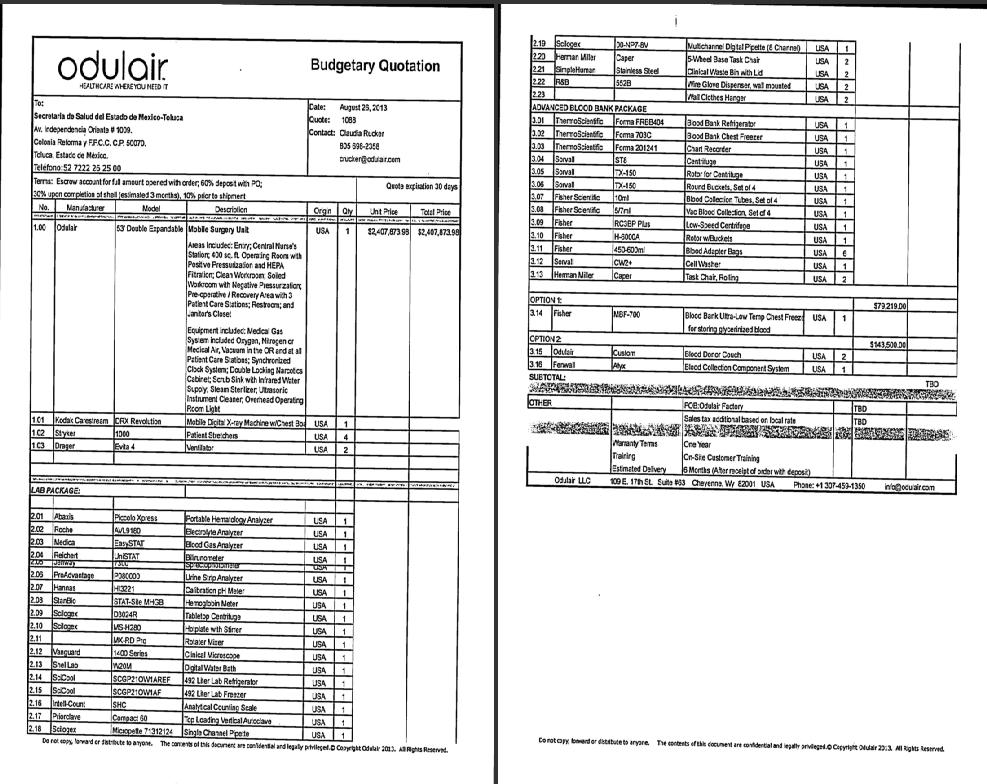 odulair
HEALTHCARE WHERE YOU NEED IT
Budgetary Quotation
To:
Secretaria de Salud del Estado de Mexico-Toluca
Av. Independencia Oriente # 1009.
Colonia Reforma y F.F.C.C. C.P. 50070.
Toluca. Estado de México.
Teléfono: 52 7222 26 25 00
Date: August 26, 2013
Quote: 1088
Contact: Claudia Rucker
crucker@odulair.com
Terms: Escrow account for full amount opened with order; 60% deposit with PO;
30% upon completion of shell (estimated 3 months), 10% prior to shipment
Quote expiration 30 days
No. Manufacturer Model Description Orgin Qty Unit Price Total Price
1.00 Odulair 53' Double Expandable Mobile Surgery Unit USA 1 $2,407,873.98 $2,407,873.98
Areas Included: Entry; Central Nurse's
Station; 400 sq. ft. Operating Room with
Positive Pressurization and HEPA
Filtration; Clean Workroom; Soiled
Workroom with Negative Pressurization;
Pre-operative / Recovery Area with 3
Patient Care Stations; Restroom; and
Janitor's Closet
Equipment included: Medical Gas
System included Oxygen, Nitrogen or
Medical Air, Vacuum in the OR and at all
Patient Care Stations; Synchronized
Clock System; Double Locking Narcotics
Cabinet; Scrub Sink with Infrared Water
Supply; Steam Sterilizer; Ultrasonic
Instrument Cleaner; Overhead Operating
Room Light
1.01 Kodak Carestream DRX Revolution Mobile Digital X-ray Machine w/Chest Boa USA 1
1.02 Stryker 1000 Patient Stretchers USA 4
1.03 Drager Evita 4 Ventilator USA 2
LAB PACKAGE:
2.01 Abaxis Piccolo Xpress Portable Hematology Analyzer USA 1
2.02 Roche AVL9180 Electrolyte Analyzer USA 1
2.03 Medica EasySTAT Blood Gas Analyzer USA 1
2.04 Reichert UniSTAT Bilirunometer USA 1
2.05 Jenway 7300 Sprectophotometer USA
2.06 PreAdvantage P080000 Urine Strip Analyzer USA 1
2.07 Hannas HI3221 Calibration pH Meter USA 1
2.08 StanBio STAT-Site MHGB Hemoglobin Meter USA 1
2.09 Scilogex D3024R Tabletop Centrifuge USA 1
2.10 Scilogex MS-H280 Hotplate with Stirrer USA 1
2.11 MX-RD Pro Rotater Mixer USA 1
2.12 Vanguard 1400 Series Clinical Microscope USA 1
2.13 Shel Lab W20M Digital Water Bath USA 1
2.14 SciCool SCGP21OW1AREF 492 Liter Lab Refrigerator USA 1
2.15 SciCool SCGP21OW1AF 492 Liter Lab Freezer USA 1
2.16 Intell-Count SHC Analytical Counting Scale USA 1
2.17 Priorclave Compact 60 Top Loading Vertical Autoclave USA 1
2.18 Scilogex Micropette 71312124 Single Channel Pipette USA 1
Do not copy, forward or distribute to anyone. The contents of this document are confidential and legally privileged.© Copyright Odulair 2013. All Rights Reserved.
2.19 Scilogex 00-NP7-8V Multichannel Digital Pipette (8 Channel) USA 1
2.20 Herman Miller Caper 5-Wheel Base Task Chair USA 2
2.21 SimpleHuman Stainless Steel Clinical Waste Bin with Lid USA 2
2.22 R&B 552B Wire Glove Dispenser, wall mounted USA 2
2.23 Wall Clothes Hanger USA 2
ADVANCED BLOOD BANK PACKAGE
3.01 ThermoScientific Forma FREB404 Blood Bank Refrigerator USA 1
3.02 ThermoScientific Forma 703C Blood Bank Chest Freezer USA 1
3.03 ThermoScientific Forma 201241 Chart Recorder USA 1
3.04 Sorvall ST8 Centrifuge USA 1
3.05 Sorvall TX-150 Rotor for Centrifuge USA 1
3.06 Sorvall TX-150 Round Buckets, Set of 4 USA 1
3.07 Fisher Scientific 10ml Blood Collection Tubes, Set of 4 USA 1
3.08 Fisher Scientific 5/7ml Vac Blood Collection, Set of 4 USA 1
3.09 Fisher RC3BP Plus Low-Speed Centrifuge USA 1
3.10 Fisher H-6000A Rotor w/Buckets USA 1
3.11 Fisher 450-600ml Blood Adapter Bags USA 6
3.12 Sorvall CW2+ Cell Washer USA 1
3.13 Herman Miller Caper Task Chair, Rolling USA 2
OPTION 1: $79,219.00
3.14 Fisher MBF-700 Blood Bank Ultra-Low Temp Chest Freeze USA 1
for storing glycerinized blood
OPTION 2: $143,500.00
3.15 Odulair Custom Blood Donor Couch USA 2
3.16 Fenwall Alyx Blood Collection Component System USA 1
SUBTOTAL: TBD
OTHER FOB:Odulair Factory TBD
Sales tax additional based on local rate TBD
Warranty Terms One Year
Training On-Site Customer Training
Estimated Delivery 6 Months (After receipt of order with deposit)
Odulair LLC 109 E. 17th St. Suite #63 Cheyenne, Wy 82001 USA Phone: +1 307-459-1350 info@odulair.com
Do not copy, forward or distribute to anyone. The contents of this document are confidential and legally privileged.© Copyright Odulair 2013. All Rights Reserved.